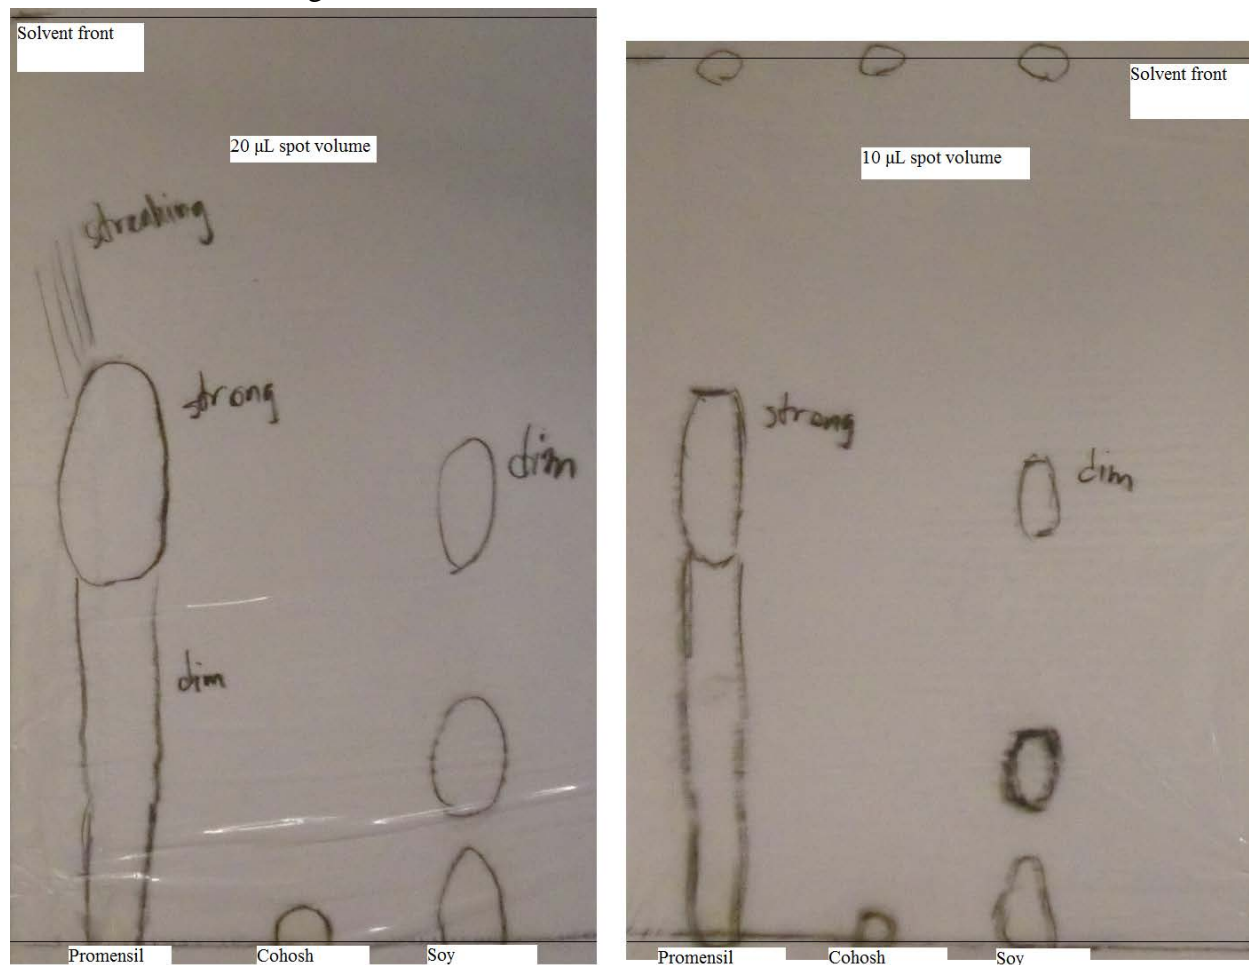 Solvent front
20 µL spot volume
streaking
strong
dim
dim
Promensil
Cohosh
Soy
Solvent front
10 µL spot volume
strong
dim
Promensil
Cohosh
Soy